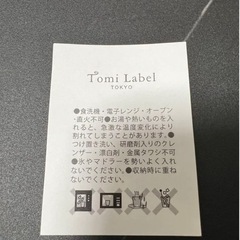 Tomi Label
TOKYO
●食洗機・電子レンジ・オーブン
・直火不可●お湯や熱いものを入
れると、急激な温度変化により
割れてしまうことがあります。●
つけ置き洗い、研磨剤入りのク
レンザー・漂白剤・金属タワシ不可
●氷やマドラーを勢いよく入れ
ないでください。●収納時に重ね
ないでください。